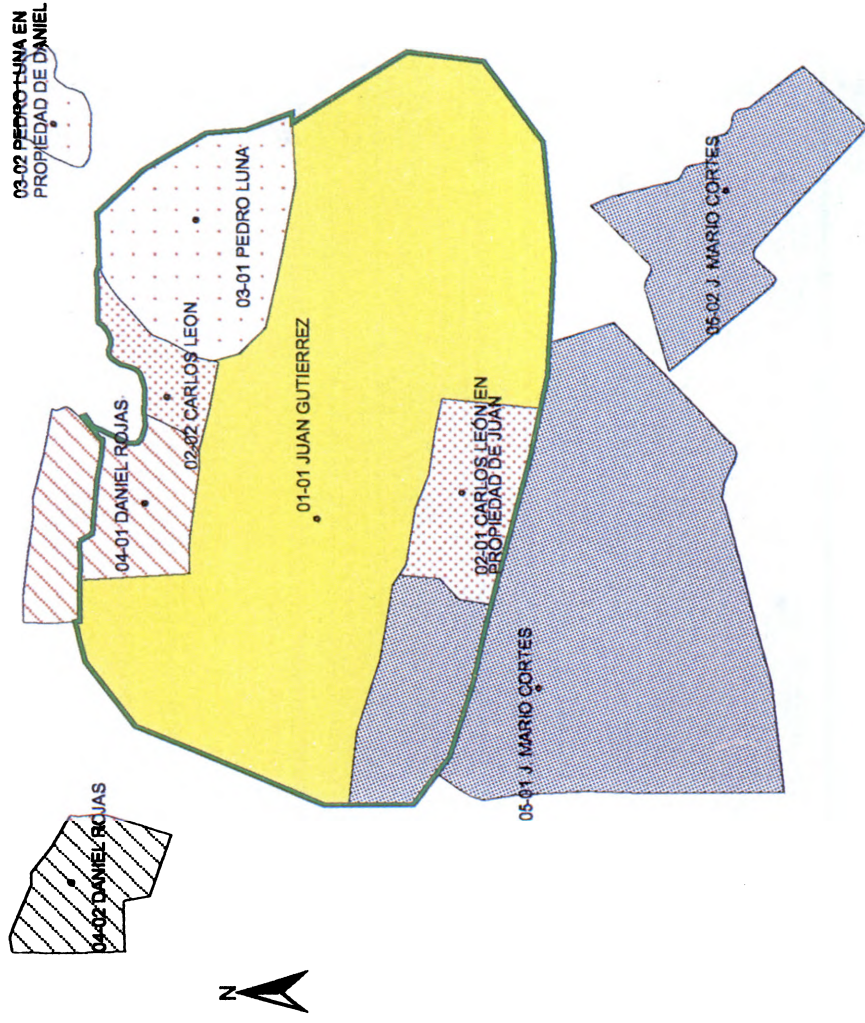 03-02 PEDRO LUNA EN
PROPIEDAD DE DANIEL
03-01 PEDRO LUNA
02-02 CARLOS LEON
04-01 DANIEL ROJAS
01-01 JUAN GUTIERREZ
02-01 CARLOS LEÓN EN
PROPIEDAD DE JUAN
05-02 J. MARIO CORTES
05-01 J. MARIO CORTES
04-02 DANIEL ROJAS
N